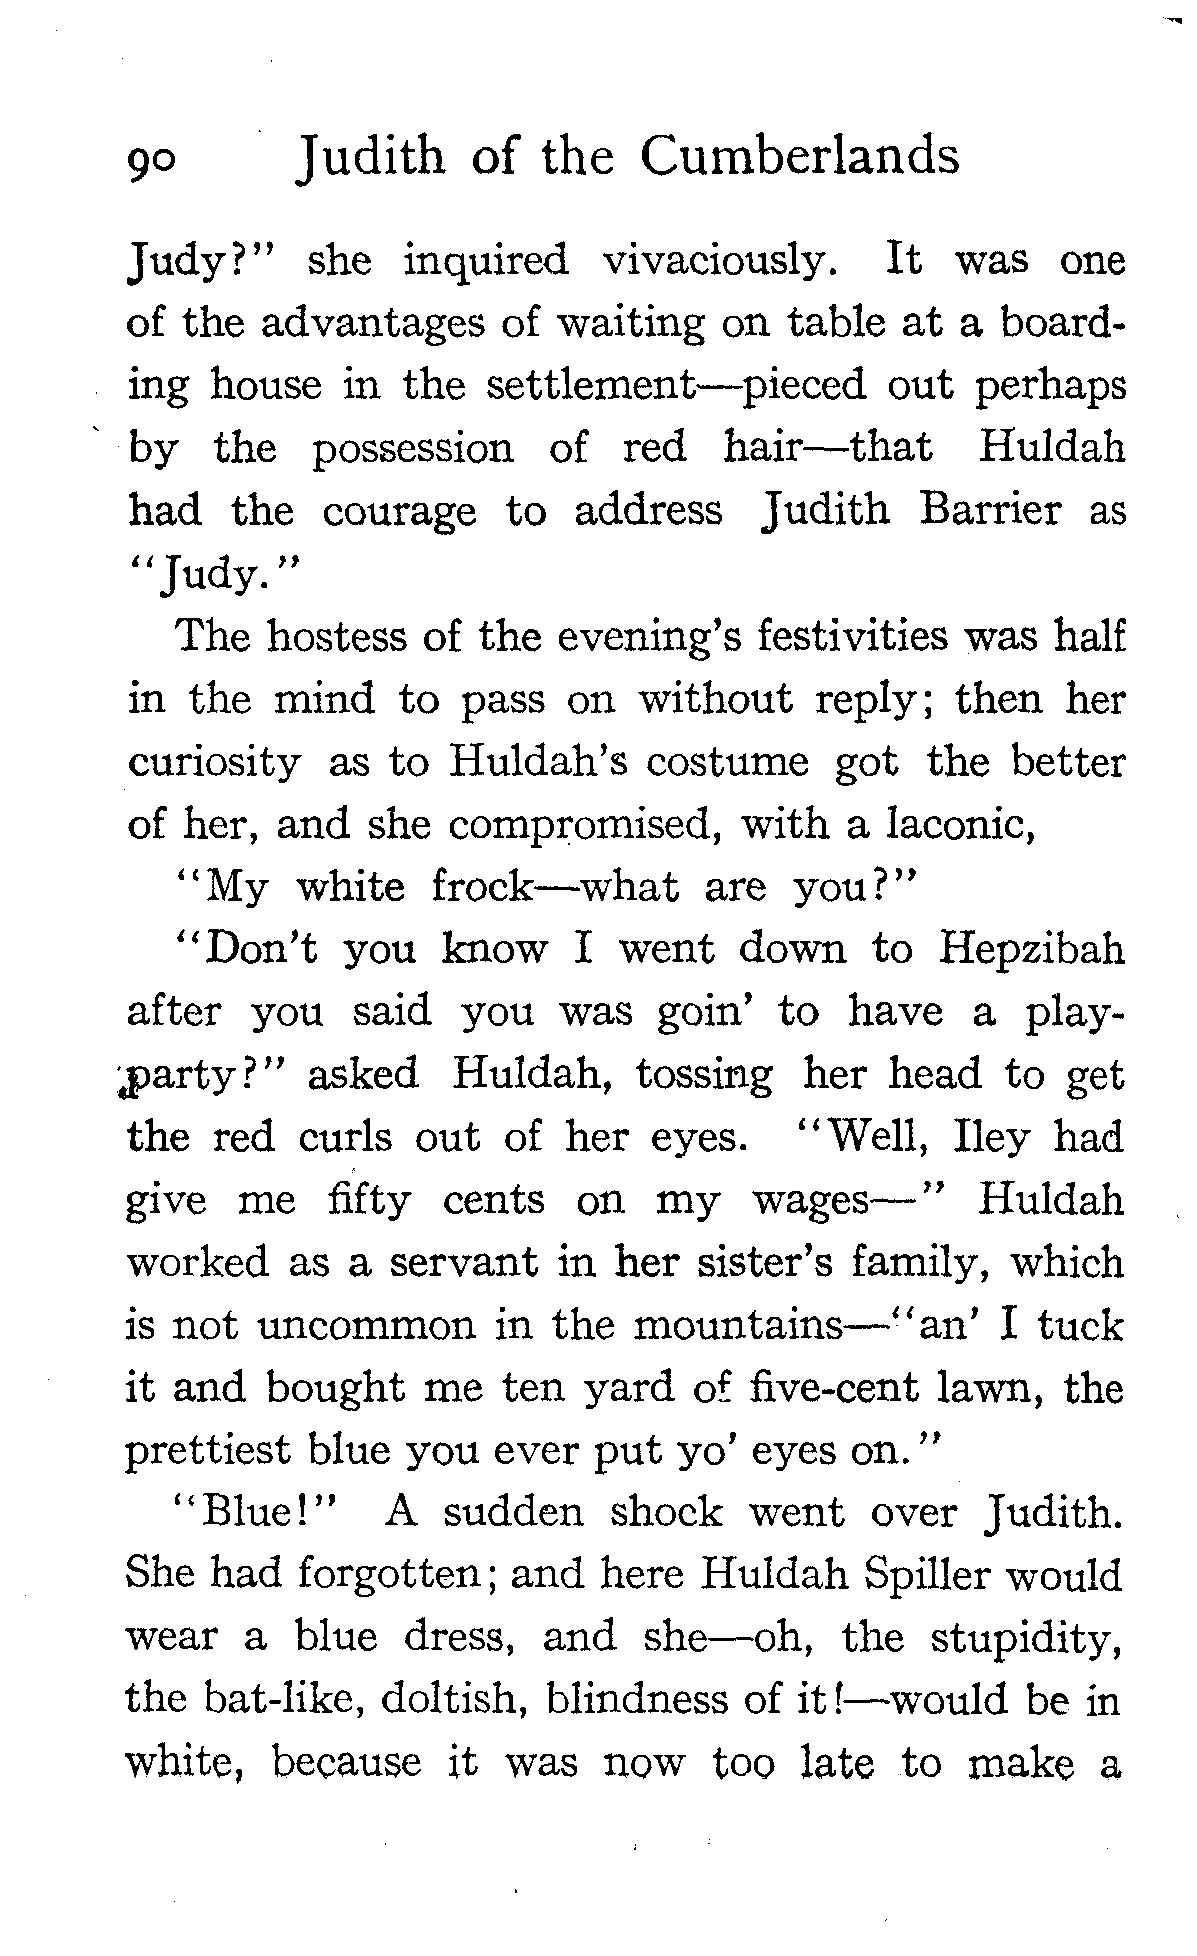 90 Judith of the Cumberlands
Judy?" she inquired vivaciously. It was one
of the advantages of waiting on table at a board-
ing house in the settlement—pieced out perhaps
by the possession of red hair—that Huldah
had the courage to address Judith Barrier as
"Judy."
The hostess of the evening's festivities was half
in the mind to pass on without reply; then her
curiosity as to Huldah's costume got the better
of her, and she compromised, with a laconic,
"My white frock—what are you?"
"Don't you know I went down to Hepzibah
after you said you was goin' to have a play-
party?" asked Huldah, tossing her head to get
the red curls out of her eyes. "Well, Iley had
give me fifty cents on my wages—" Huldah
worked as a servant in her sister's family, which
is not uncommon in the mountains—"an' I tuck
it and bought me ten yard of five-cent lawn, the
prettiest blue you ever put yo' eyes on."
"Blue!" A sudden shock went over Judith.
She had forgotten; and here Huldah Spiller would
wear a blue dress, and she—oh, the stupidity,
the bat-like, doltish, blindness of it!—would be in
white, because it was now too late to make a